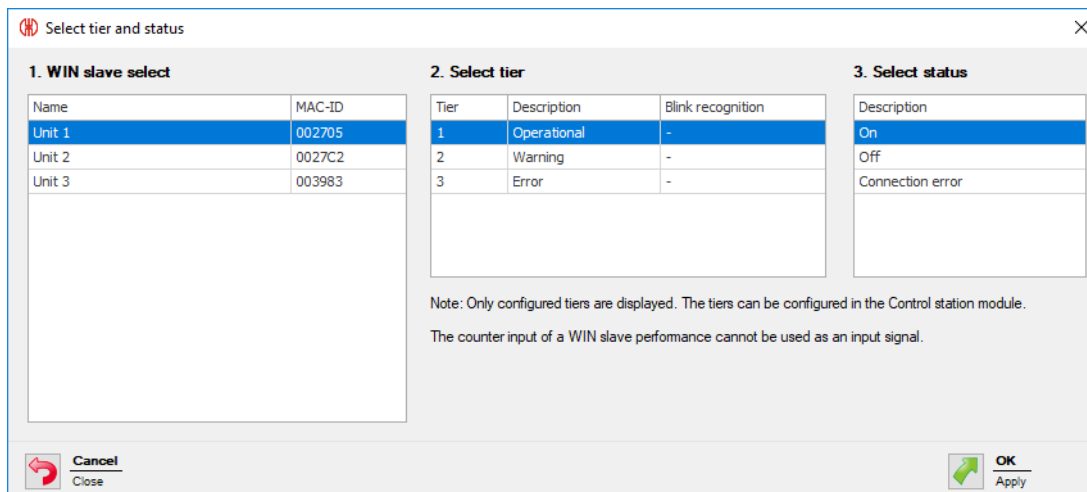 Select tier and status
1. WIN slave select
Name MAC-ID
Unit 1 002705
Unit 2 0027C2
Unit 3 003983
2. Select tier
Tier Description Blink recognition
1 Operational -
2 Warning -
3 Error -
3. Select status
Description
On
Off
Connection error
Note: Only configured tiers are displayed. The tiers can be configured in the Control station module.
The counter input of a WIN slave performance cannot be used as an input signal.
Cancel
Close
OK
Apply